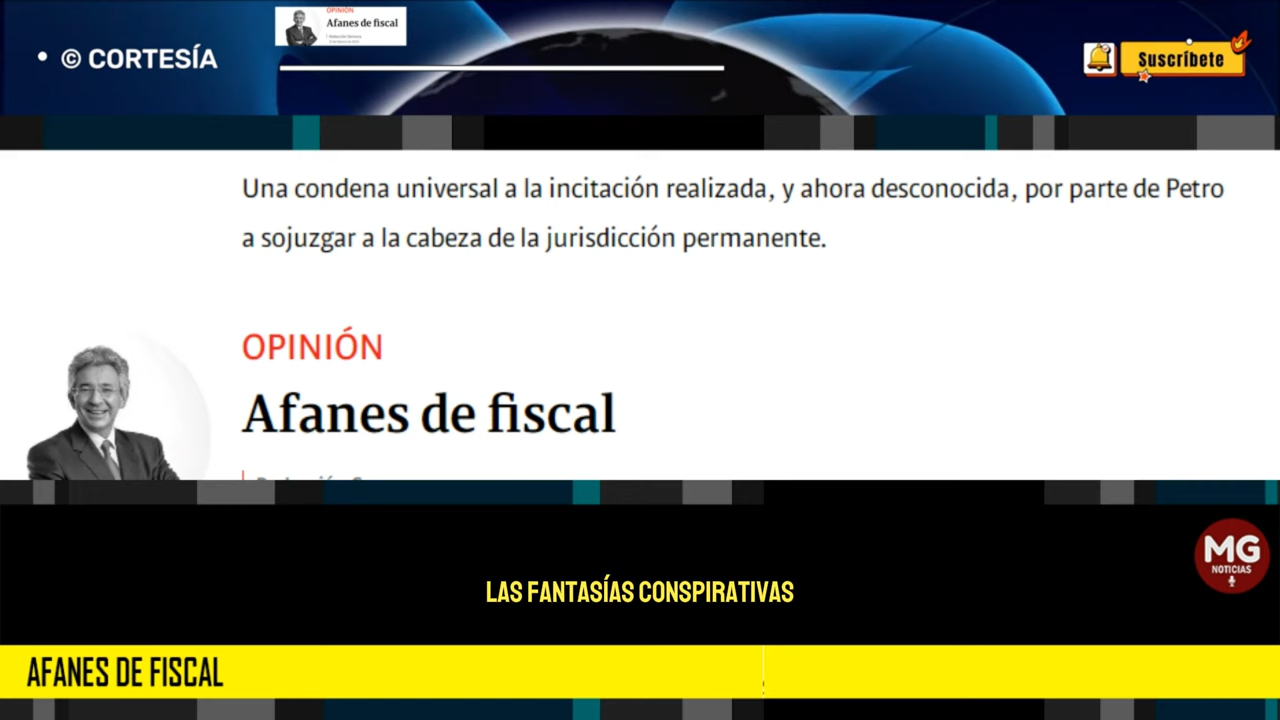 OPINIÓN
Afanes de fiscal
• © CORTESÍA
Suscríbete
Una condena universal a la incitación realizada, y ahora desconocida, por parte de Petro
a sojuzgar a la cabeza de la jurisdicción permanente.
OPINIÓN
Afanes de fiscal
MG
NOTICIAS
LAS FANTASÍAS CONSPIRATIVAS
AFANES DE FISCAL